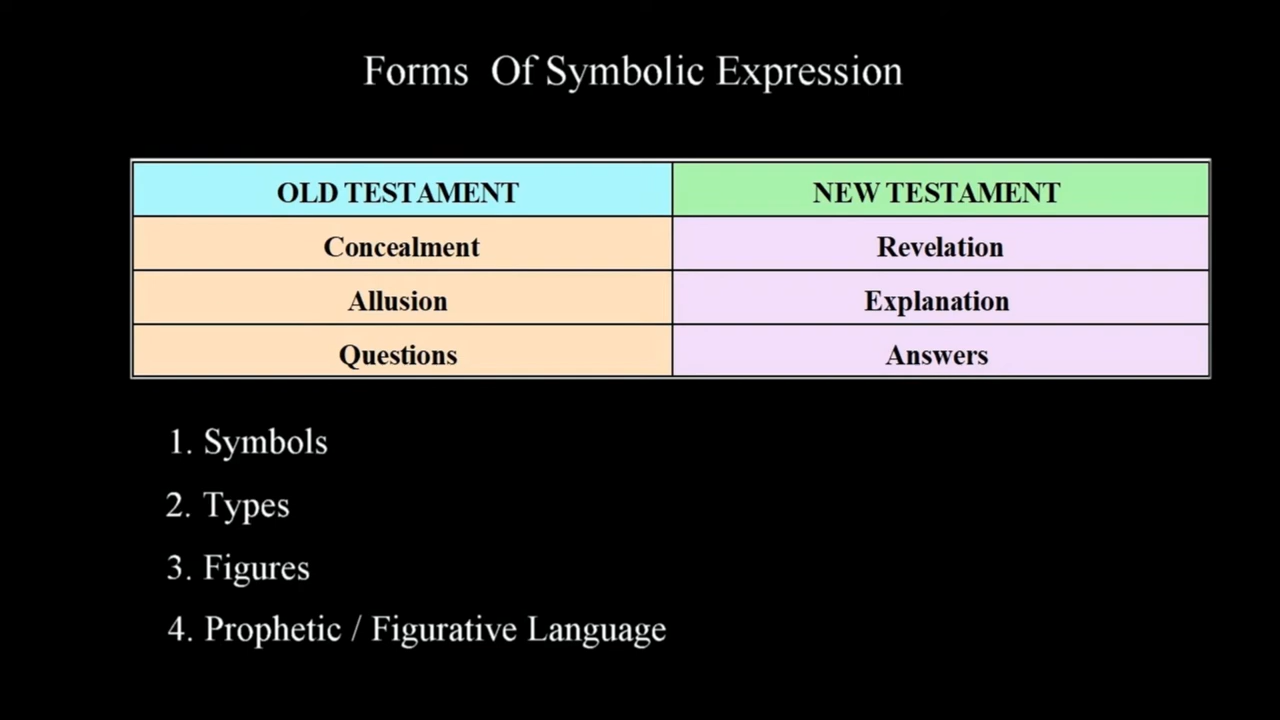 Forms Of Symbolic Expression
OLD TESTAMENT NEW TESTAMENT
Concealment Revelation
Allusion Explanation
Questions Answers
1. Symbols
2. Types
3. Figures
4. Prophetic / Figurative Language